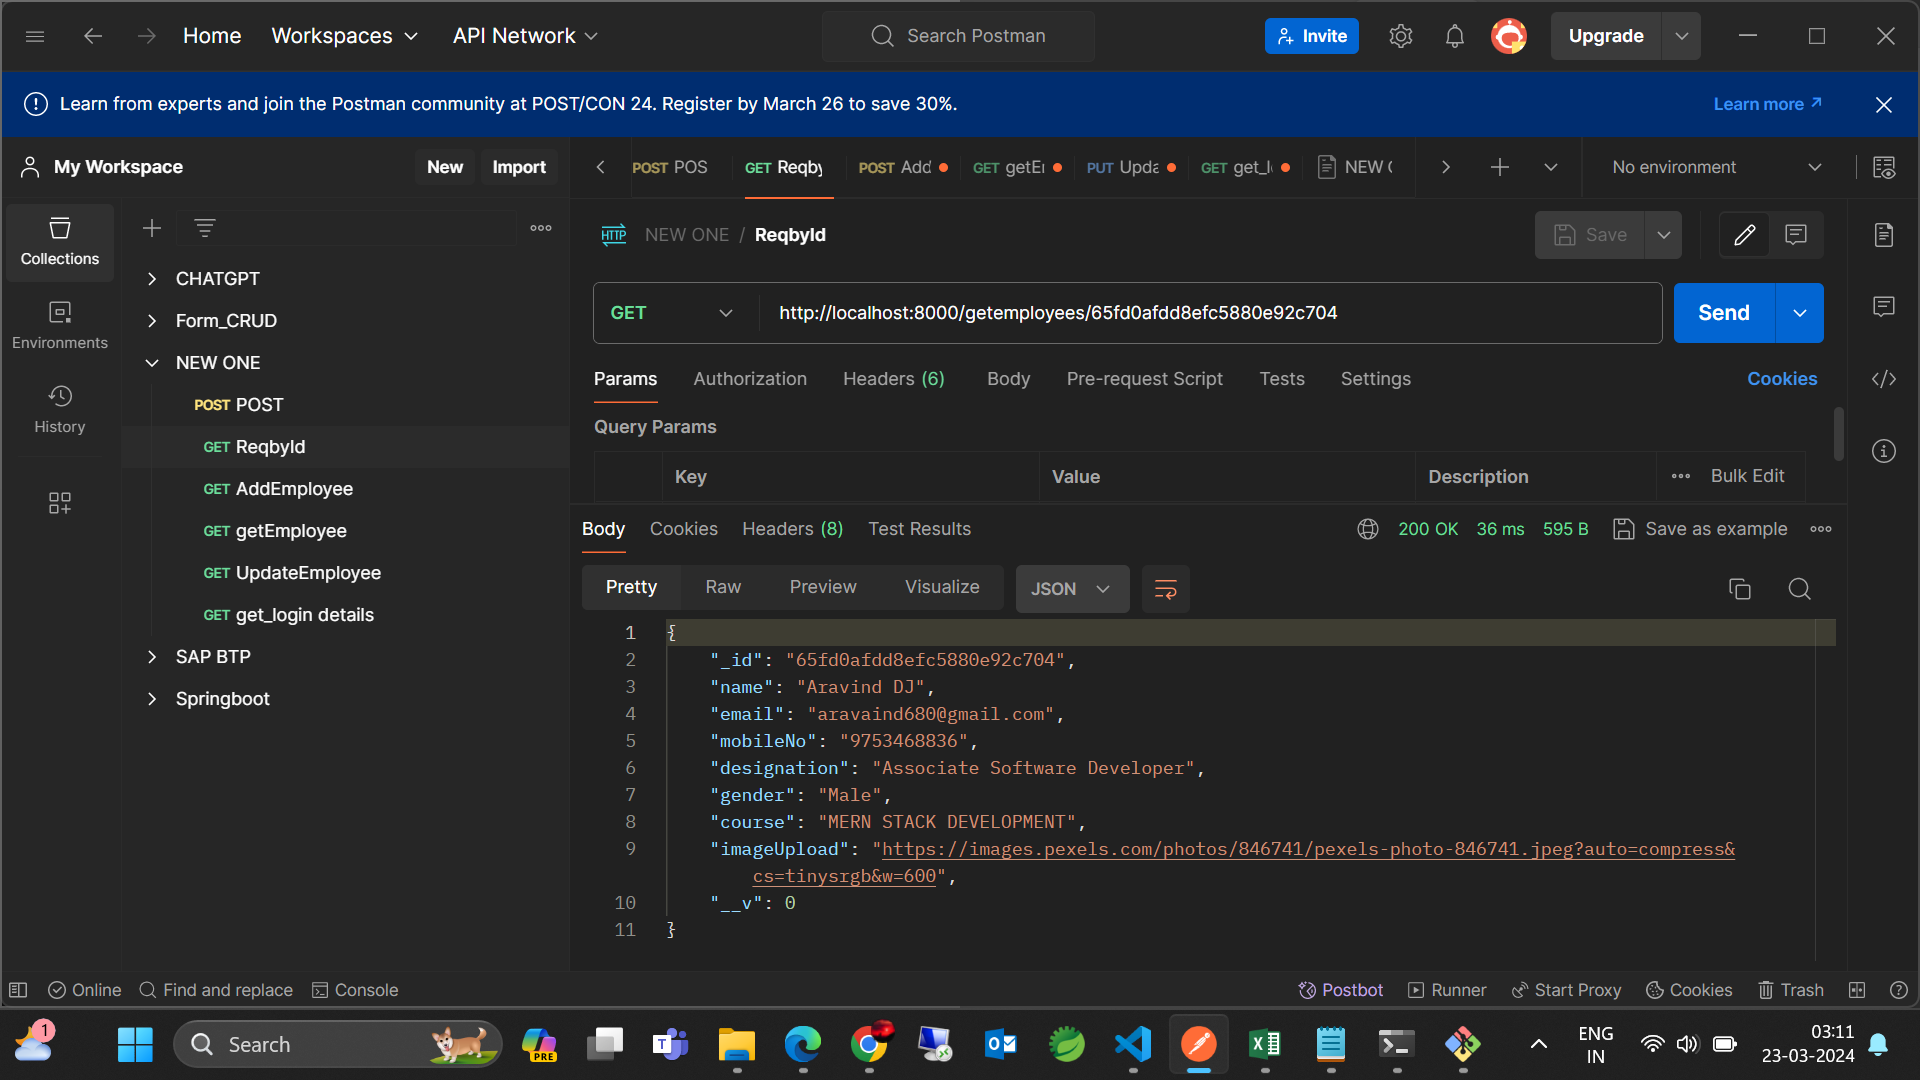 Home
Workspaces
API Network
Search Postman
Invite
Upgrade
Learn from experts and join the Postman community at POST/CON 24. Register by March 26 to save 30%.
Learn more
My Workspace
New
Import
POST POS
GET Reqby
POST Add
GET getEr
PUT Upda
GET get_l
NEW
No environment
Collections
Environments
History
CHATGPT
Form_CRUD
NEW ONE
POST POST
GET ReqbyId
GET AddEmployee
GET getEmployee
GET UpdateEmployee
GET get_login details
SAP BTP
Springboot
HTTP
NEW ONE / ReqbyId
Save
GET
http://localhost:8000/getemployees/65fd0afdd8efc5880e92c704
Send
Params
Authorization
Headers (6)
Body
Pre-request Script
Tests
Settings
Cookies
Query Params
Key
Value
Description
Bulk Edit
Body
Cookies
Headers (8)
Test Results
200 OK
36 ms
595 B
Save as example
Pretty
Raw
Preview
Visualize
JSON
1 {
2 "_id": "65fd0afdd8efc5880e92c704",
3 "name": "Aravind DJ",
4 "email": "aravaind680@gmail.com",
5 "mobileNo": "9753468836",
6 "designation": "Associate Software Developer",
7 "gender": "Male",
8 "course": "MERN STACK DEVELOPMENT",
9 "imageUpload": "https://images.pexels.com/photos/846741/pexels-photo-846741.jpeg?auto=compress&
cs=tinysrgb&w=600",
10 "__v": 0
11 }
Online
Find and replace
Console
Postbot
Runner
Start Proxy
Cookies
Trash
1
Search
PRE
ENG
IN
03:11
23-03-2024